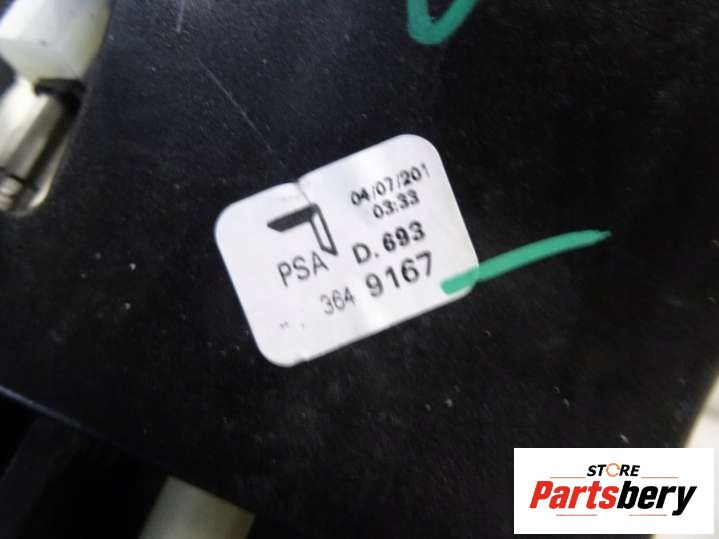 04/07/201
03:33
PSA D.693
364 9167
STORE
Partsbery